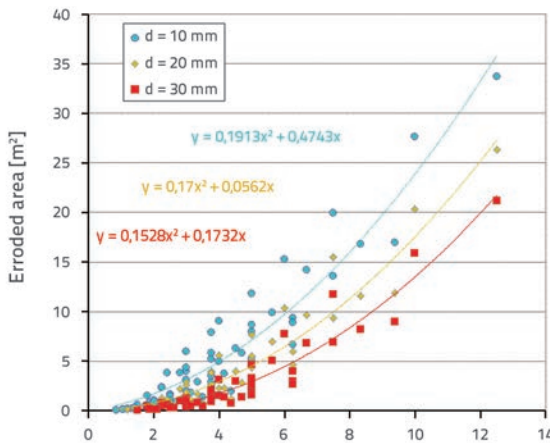 40
35
30
25
20
15
10
5
0
Erroded area [m²]
d = 10 mm
d = 20 mm
d = 30 mm
y = 0,1913x² + 0,4743x
y = 0,17x² + 0,0562x
y = 0,1528x² + 0,1732x
0 2 4 6 8 10 12 14